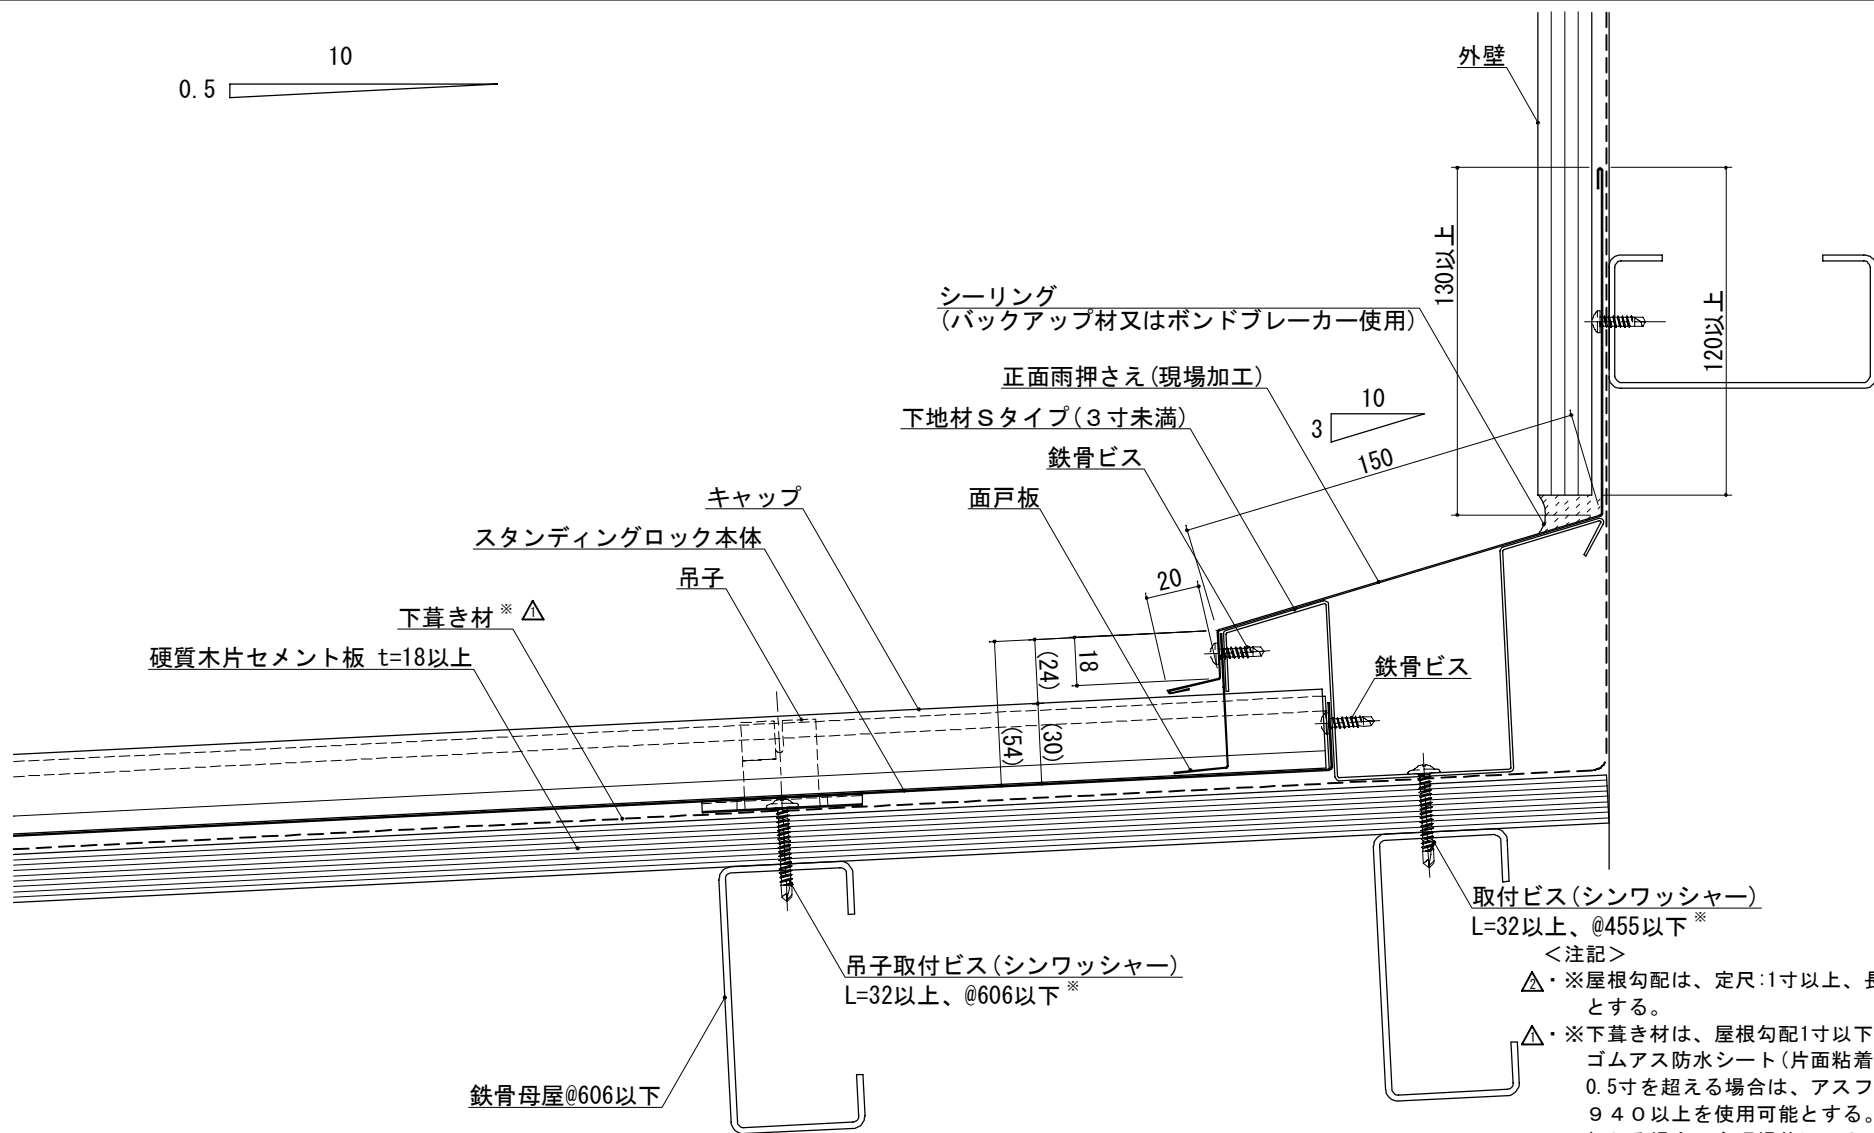 10
0.5
外壁
130以上
120以上
シーリング
(バックアップ材又はボンドブレーカー使用)
正面雨押さえ(現場加工)
10
3
下地材Sタイプ(3寸未満)
150
鉄骨ビス
面戸板
キャップ
スタンディングロック本体
吊子
20
下葺き材※ 1
硬質木片セメント板 t=18以上
18
(24)
(30)
(54)
鉄骨ビス
取付ビス(シンワッシャー)
L=32以上、@455以下※
吊子取付ビス(シンワッシャー)
L=32以上、@606以下※
鉄骨母屋@606以下
<注記>
2・※屋根勾配は、定尺:1寸以上、長
とする。
1・※下葺き材は、屋根勾配1寸以下
ゴムアス防水シート(片面粘着
0.5寸を超える場合は、アスフ
940以上を使用可能とする。